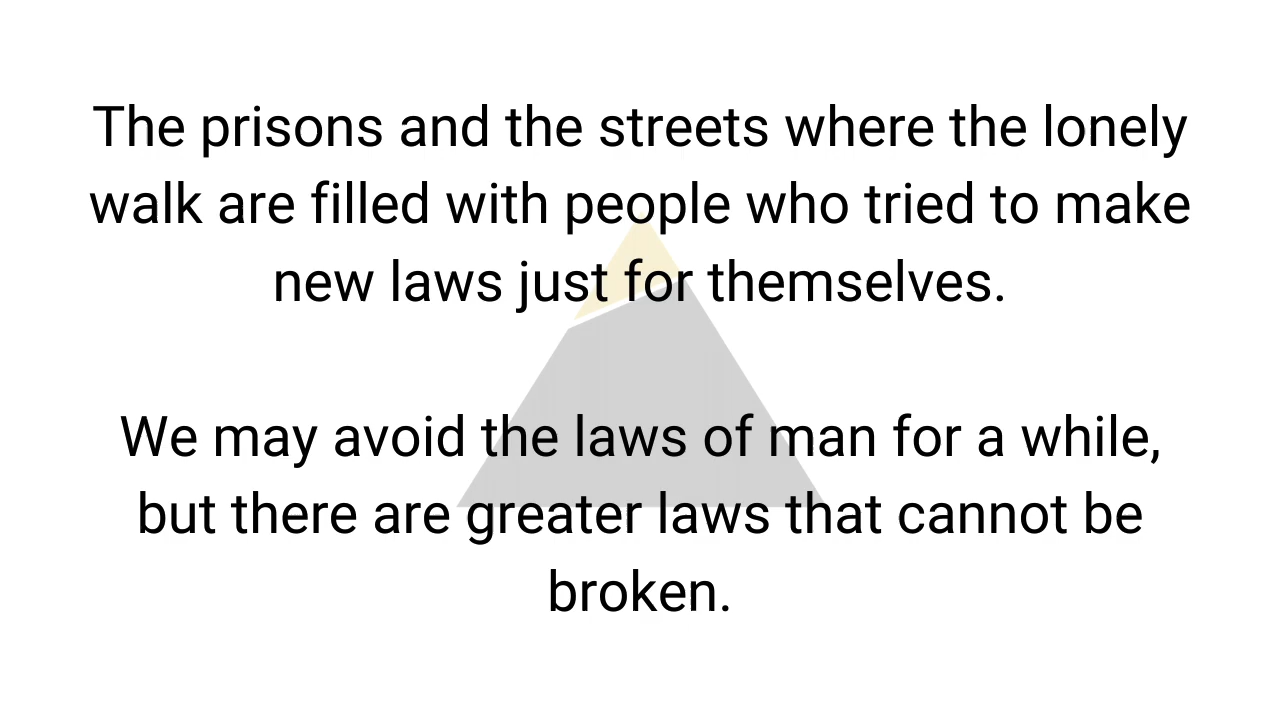 The prisons and the streets where the lonely
walk are filled with people who tried to make
new laws just for themselves.
We may avoid the laws of man for a while,
but there are greater laws that cannot be
broken.